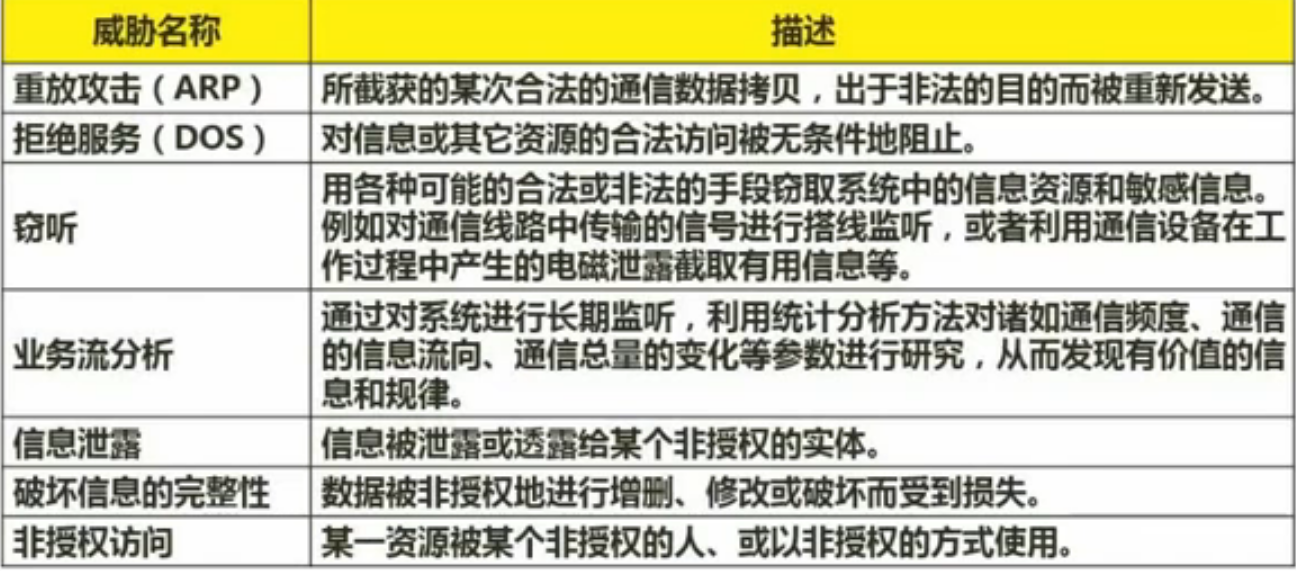 威胁名称 描述
重放攻击（ARP） 所截获的某次合法的通信数据拷贝，出于非法的目的而被重新发送。
拒绝服务（DOS） 对信息或其它资源的合法访问被无条件地阻止。
窃听
用各种可能的合法或非法的手段窃取系统中的信息资源和敏感信息。
例如对通信线路中传输的信号进行搭线监听，或者利用通信设备在工
作过程中产生的电磁泄露截取有用信息等。
业务流分析
通过对系统进行长期监听，利用统计分析方法对诸如通信频度、通信
的信息流向、通信总量的变化等参数进行研究，从而发现有价值的信
息和规律。
信息泄露 信息被泄露或透露给某个非授权的实体。
破坏信息的完整性 数据被非授权地进行增删、修改或破坏而受到损失。
非授权访问 某一资源被某个非授权的人、或以非授权的方式使用。